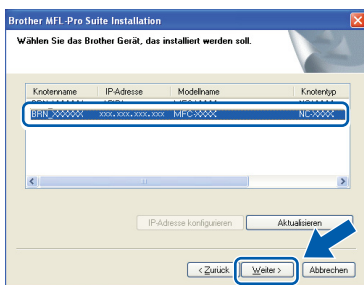 Brother MFL-Pro Suite Installation
Wählen Sie das Brother Gerät, das installiert werden soll.
Knotenname IP-Adresse Modellname Knotentyp
BRN_XXXXXX xxx.xxx.xxx.xxx MFC-XXXX NC-XXXX
IP-Adresse konfigurieren Aktualisieren
< Zurück Weiter > Abbrechen